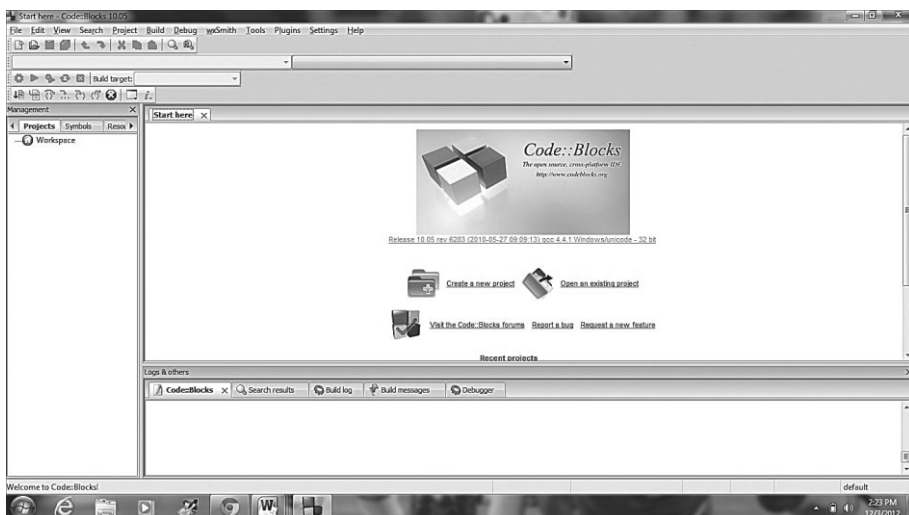 Start here - Code::Blocks 10.05
File Edit View Search Project Build Debug wxSmith Tools Plugins Settings Help
Build target:
Management
Start here
Projects Symbols
Workspace
Code::Blocks
The open source, cross-platform IDE
http://www.codeblocks.org
Release 10.05 rev 6283 (2010-05-27 09:09:13) gcc 4.4.1 Windows/unicode - 32 bit
Create a new project Open an existing project
Visit the Code::Blocks forums Report a bug Request a new feature
Recent projects
Logs & others
Code::Blocks Search results Build log Build messages Debugger
Welcome to Code::Blocks!
default
2:23 PM
12/3/2012